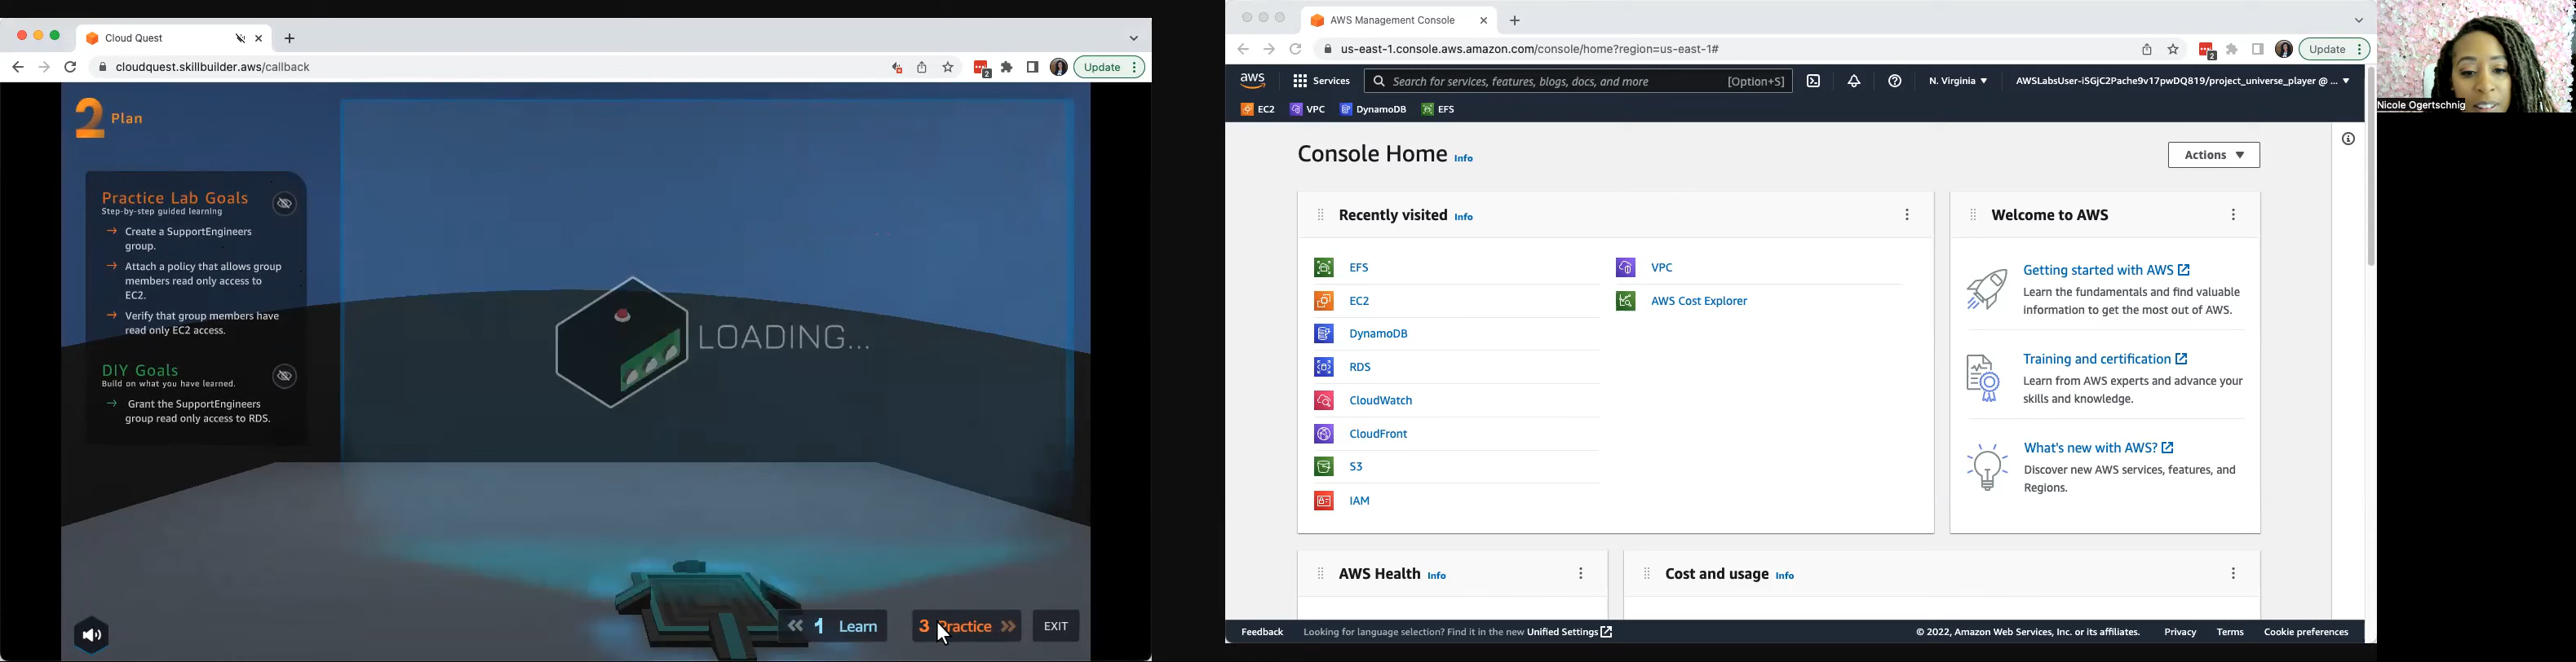 Cloud Quest
cloudquest.skillbuilder.aws/callback
2
Update
2 Plan
Practice Lab Goals
Step-by-step guided learning
Create a SupportEngineers
group.
Attach a policy that allows group
members read only access to
EC2.
Verify that group members have
read only EC2 access.
DIY Goals
Build on what you have learned.
Grant the SupportEngineers
group read only access to RDS.
LOADING...
1 Learn
3 Practice
EXIT
AWS Management Console
us-east-1.console.aws.amazon.com/console/home?region=us-east-1#
2
Update
aws
Services
Search for services, features, blogs, docs, and more
[Option+S]
N. Virginia
AWSLabsUser-iSGjC2Pache9v17pwDQ819/project_universe_player @ ...
EC2
VPC
DynamoDB
EFS
Console Home Info
Actions
Recently visited Info
EFS
EC2
DynamoDB
RDS
CloudWatch
CloudFront
S3
IAM
VPC
AWS Cost Explorer
Welcome to AWS
Getting started with AWS
Learn the fundamentals and find valuable
information to get the most out of AWS.
Training and certification
Learn from AWS experts and advance your
skills and knowledge.
What's new with AWS?
Discover new AWS services, features, and
Regions.
AWS Health Info
Cost and usage Info
Feedback
Looking for language selection? Find it in the new Unified Settings
© 2022, Amazon Web Services, Inc. or its affiliates.
Privacy
Terms
Cookie preferences
Nicole Ogertschnig